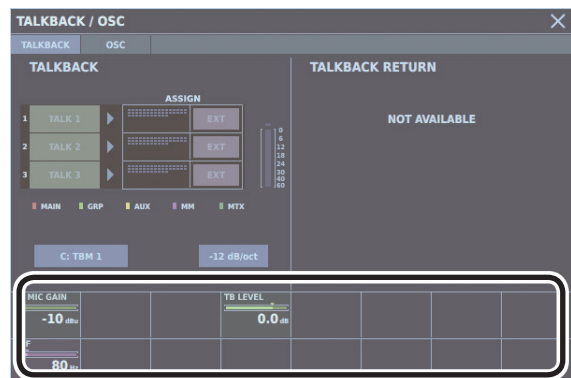 TALKBACK / OSC
TALKBACK OSC
TALKBACK
TALKBACK RETURN
ASSIGN
NOT AVAILABLE
1 TALK 1 EXT
2 TALK 2 EXT
3 TALK 3 EXT
0
6
12
18
24
30
40
60
MAIN GRP AUX MM MTX
C: TBM 1 -12 dB/oct
MIC GAIN TB LEVEL
-10 dBu 0.0 dB
F
80 Hz